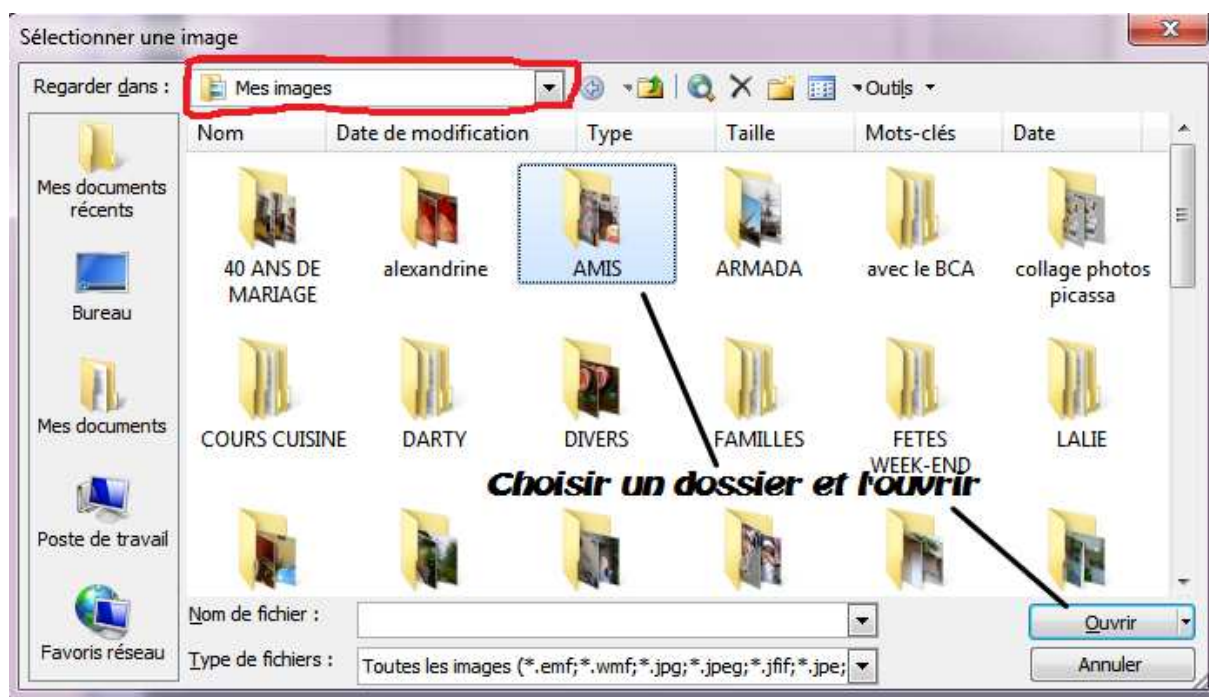 Sélectionner une image
X
Regarder dans :
Mes images
Outils
Nom Date de modification Type Taille Mots-clés Date
Mes documents récents
Bureau
Mes documents
Poste de travail
Favoris réseau
40 ANS DE MARIAGE
alexandrine
AMIS
ARMADA
avec le BCA
collage photos picassa
COURS CUISINE
DARTY
DIVERS
FAMILLES
FETES WEEK-END
LALIE
Choisir un dossier et l'ouvrir
Nom de fichier :
Ouvrir
Type de fichiers :
Toutes les images (*.emf;*.wmf;*.jpg;*.jpeg;*.jfif;*.jpe;
Annuler